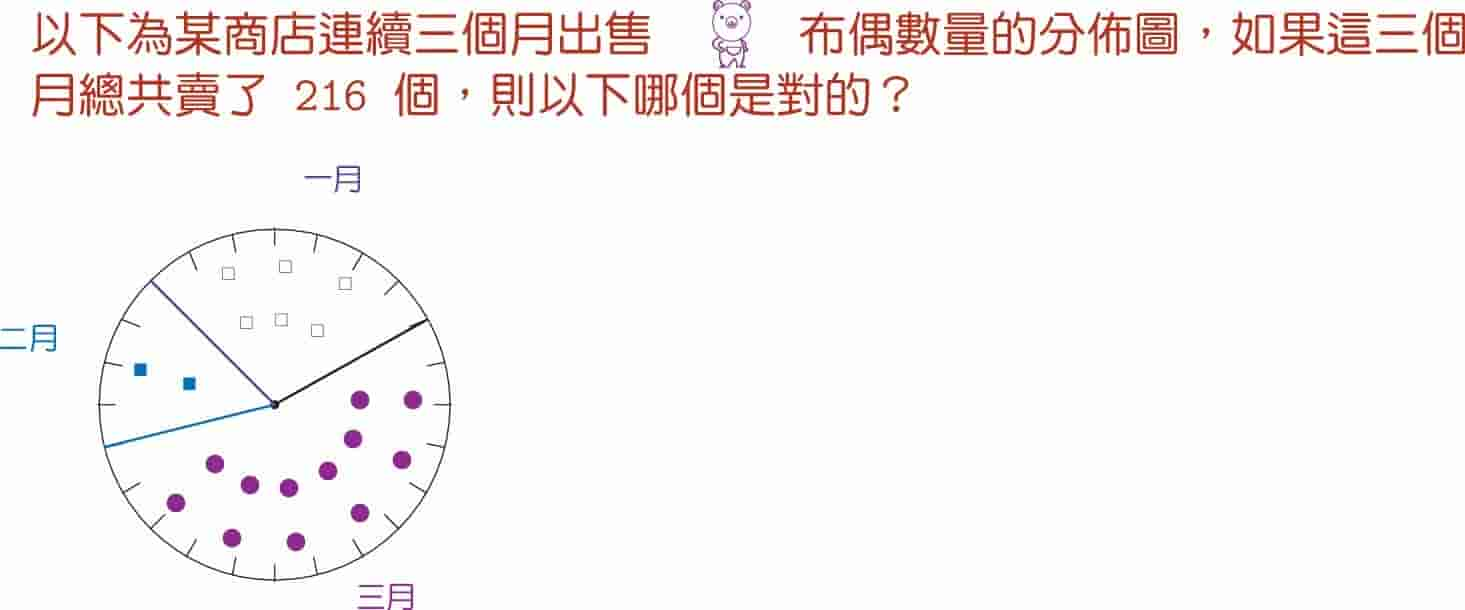 以下為某商店連續三個月出售 布偶數量的分佈圖，如果這三個
月總共賣了 216 個，則以下哪個是對的？
一月
二月
三月